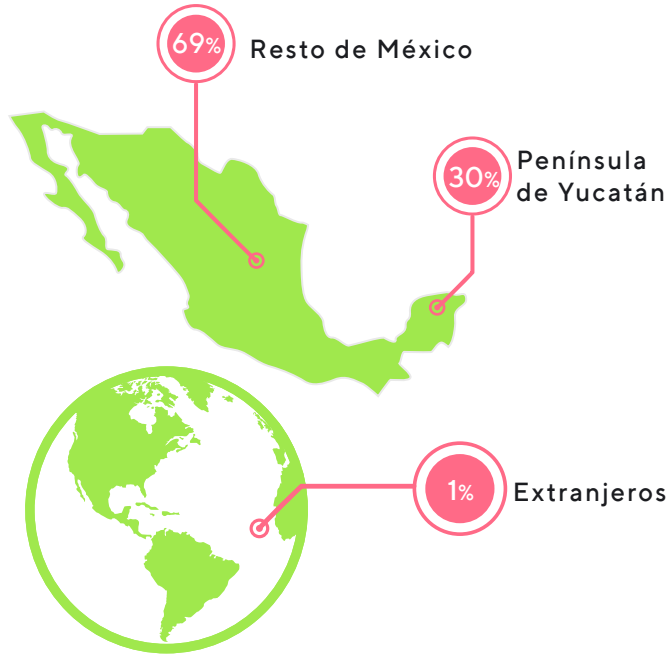 69% Resto de México
30% Península
de Yucatán
1% Extranjeros